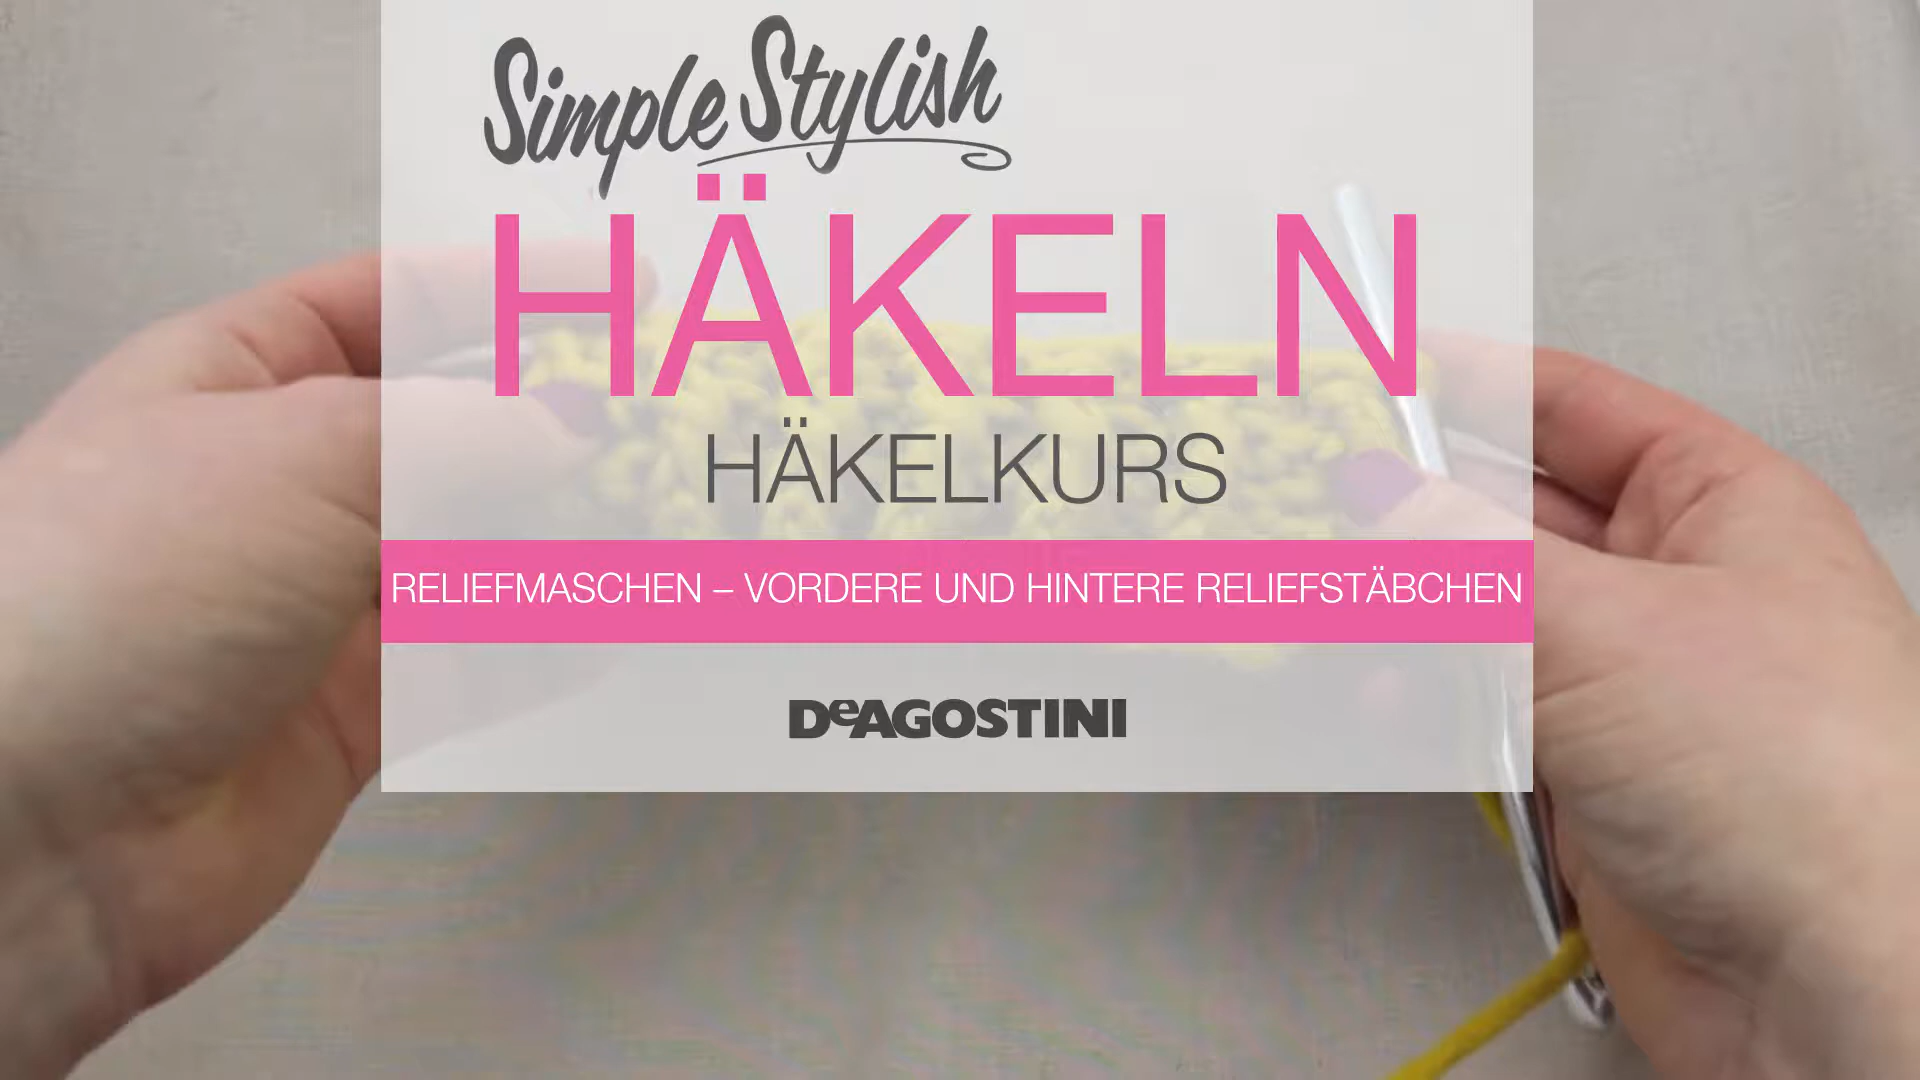 Simple Stylish
HÄKELN
HÄKELKURS
RELIEFMASCHEN – VORDERE UND HINTERE RELIEFSTÄBCHEN
DeAGOSTINI